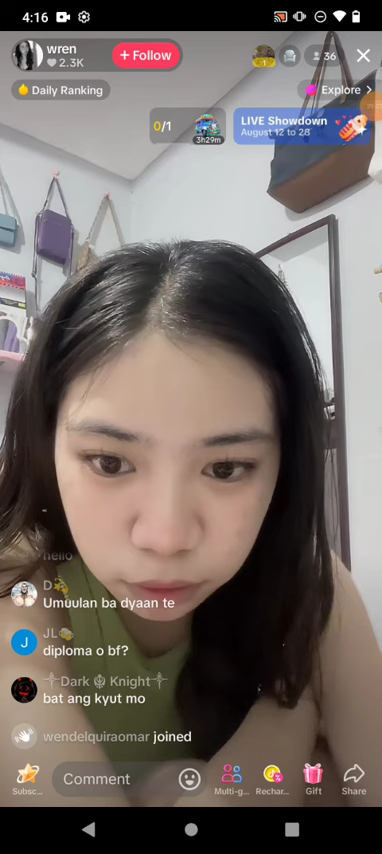 4:16
wren
2.3K
+ Follow
1
36
Daily Ranking
Explore >
0/1
3h29m
LIVE Showdown
August 12 to 28
hello
D
Umuulan ba dyaan te
J
JL
diploma o bf?
Dark Knight
bat ang kyut mo
wendelquiraomar joined
Comment
Subsc...
Multi-g...
Rechar...
Gift
Share